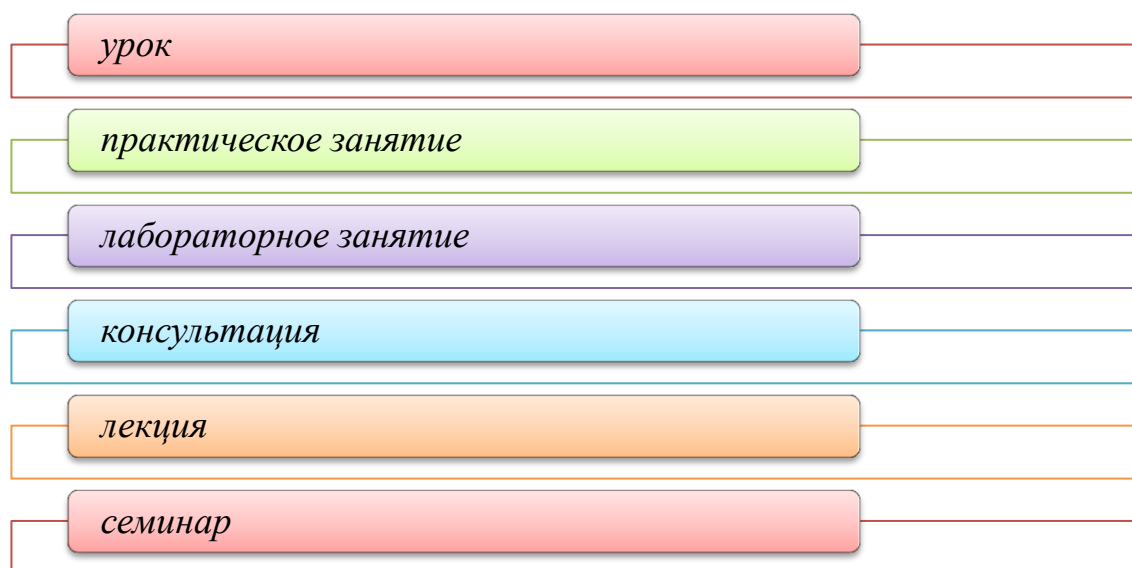 урок
практическое занятие
лабораторное занятие
консультация
лекция
семинар